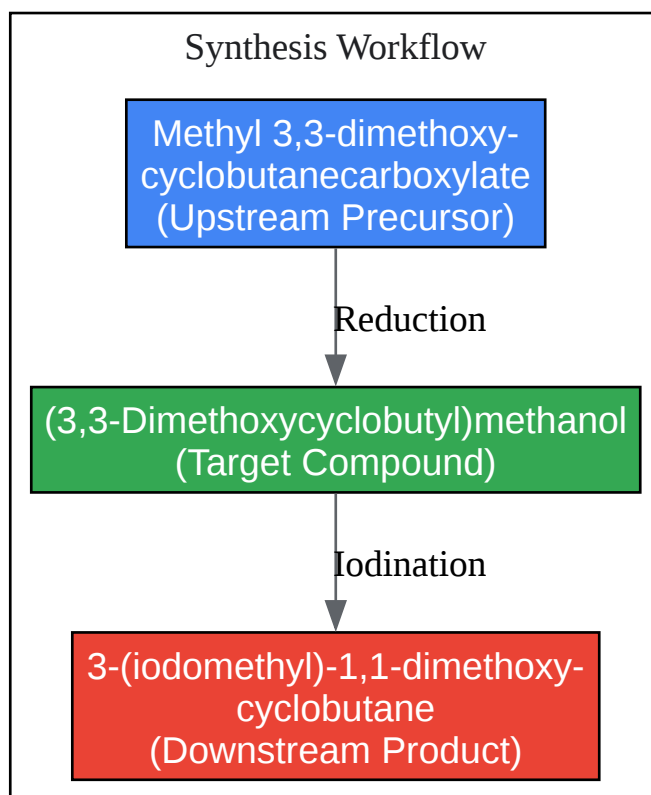 Synthesis Workflow
Methyl 3,3-dimethoxy-
cyclobutanecarboxylate
(Upstream Precursor)
Reduction
(3,3-Dimethoxycyclobutyl)methanol
(Target Compound)
Iodination
3-(iodomethyl)-1,1-dimethoxy-
cyclobutane
(Downstream Product)